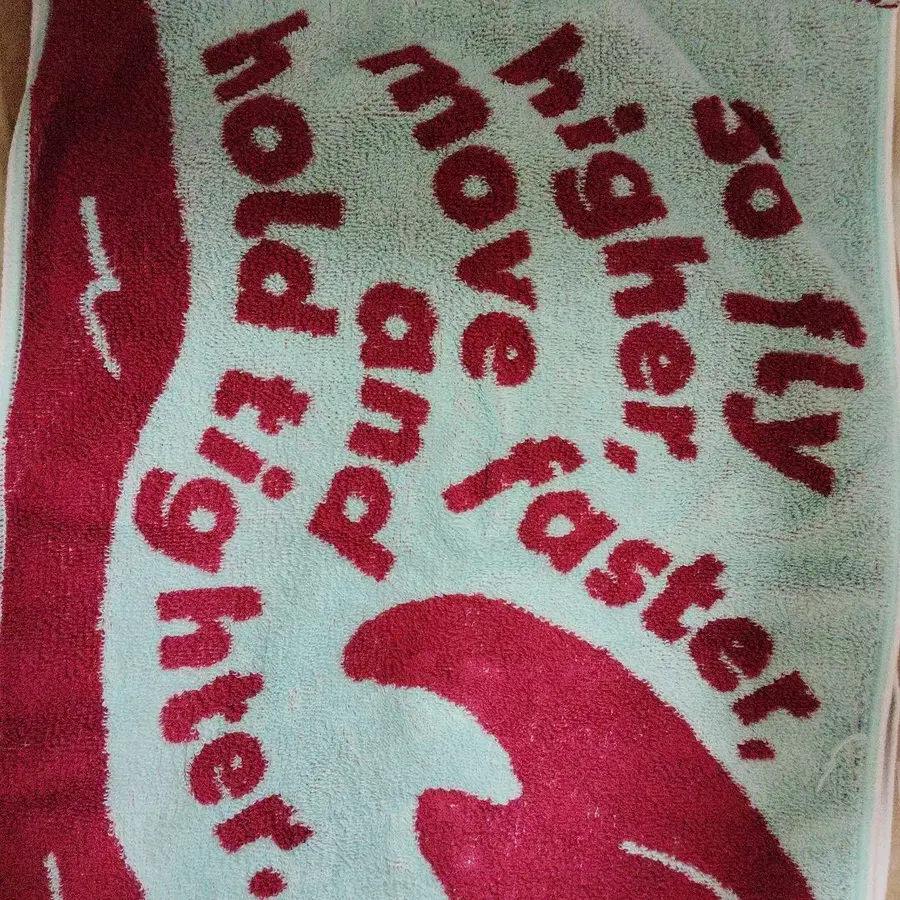 so fly
higher,
move faster.
and
hold tighter.